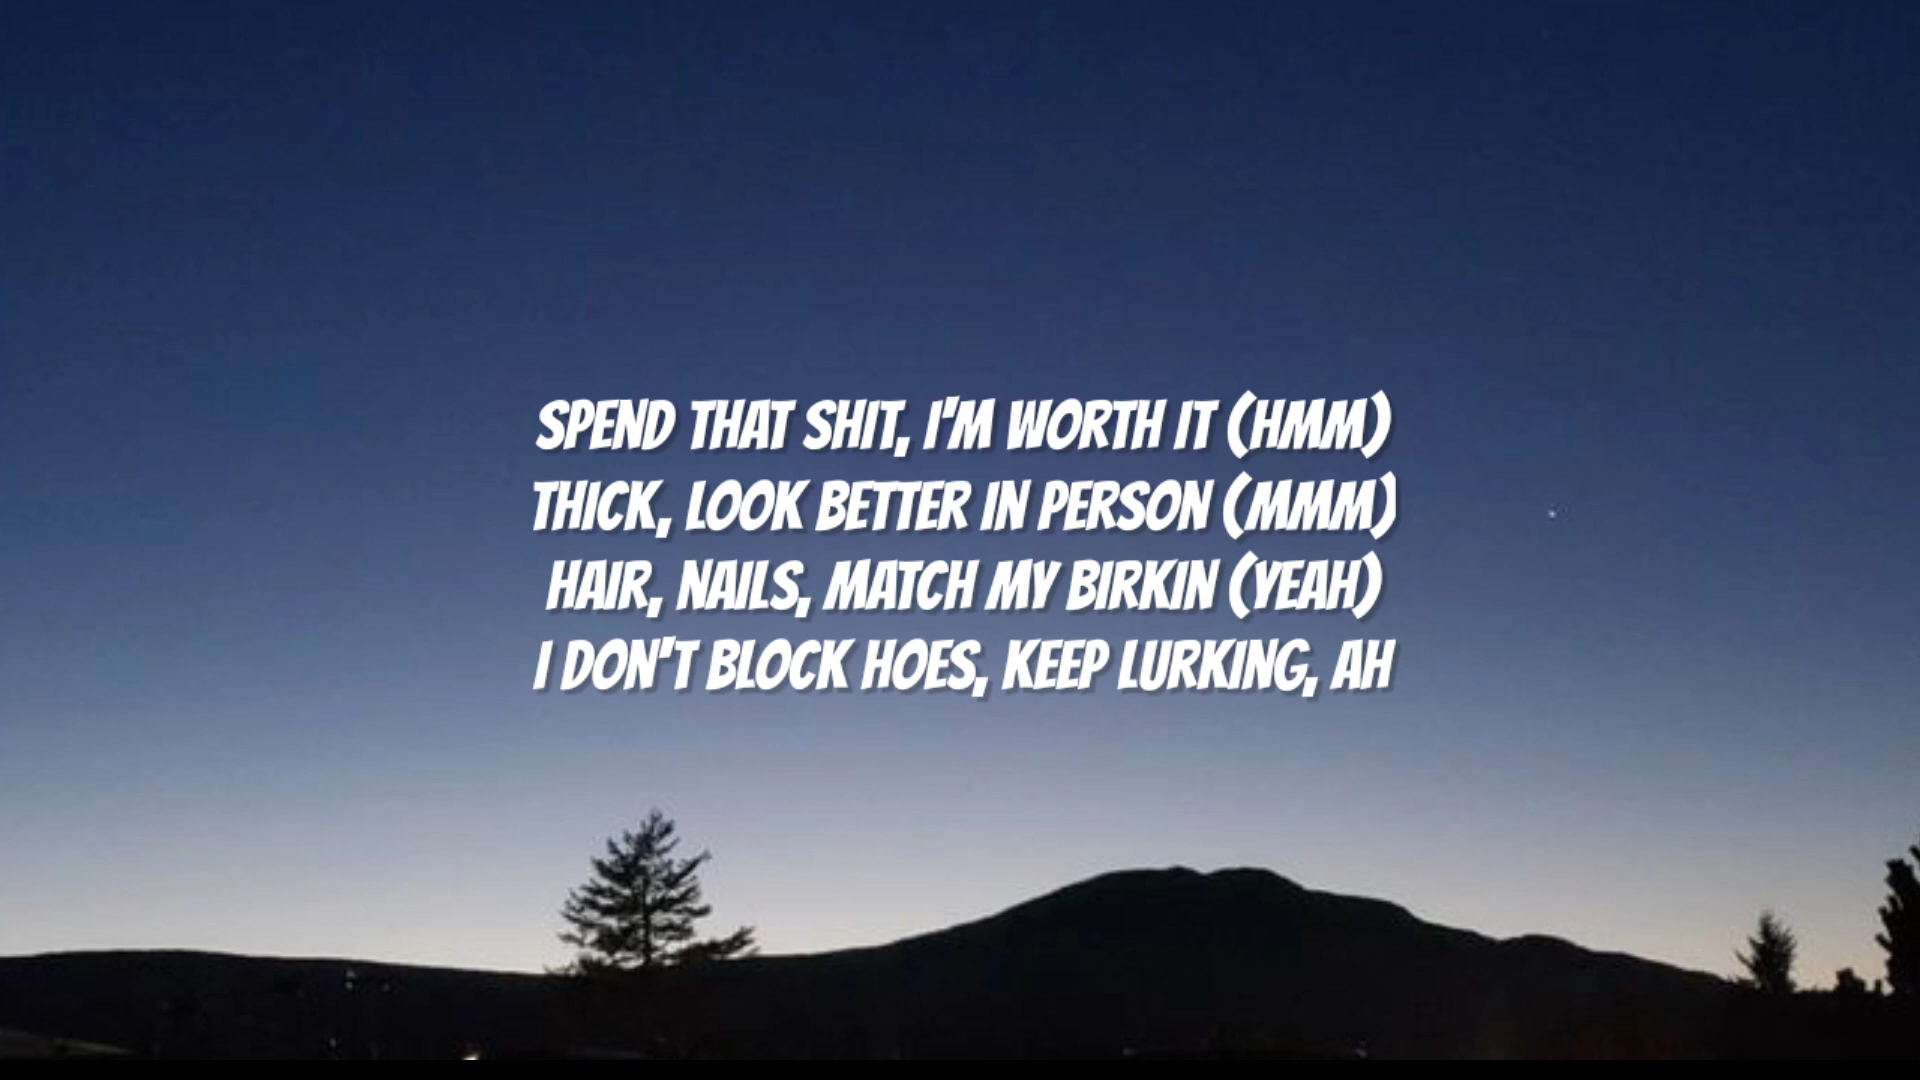 SPEND THAT SHIT, I'M WORTH IT (HMM)
THICK, LOOK BETTER IN PERSON (MMM)
HAIR, NAILS, MATCH MY BIRKIN (YEAH)
I DON'T BLOCK HOES, KEEP LURKING, AH